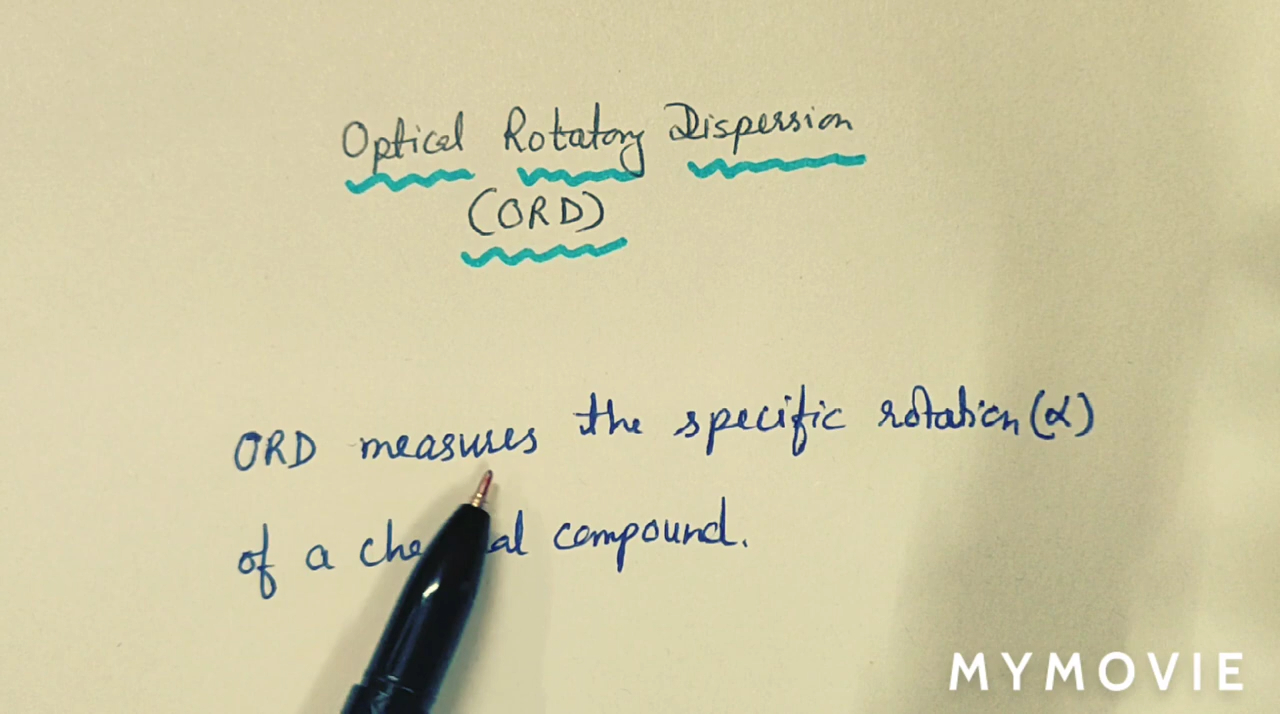 Optical Rotatory Dispersion
(ORD)
ORD measures the specific rotation (α)
of a compound.
MYMOVIE